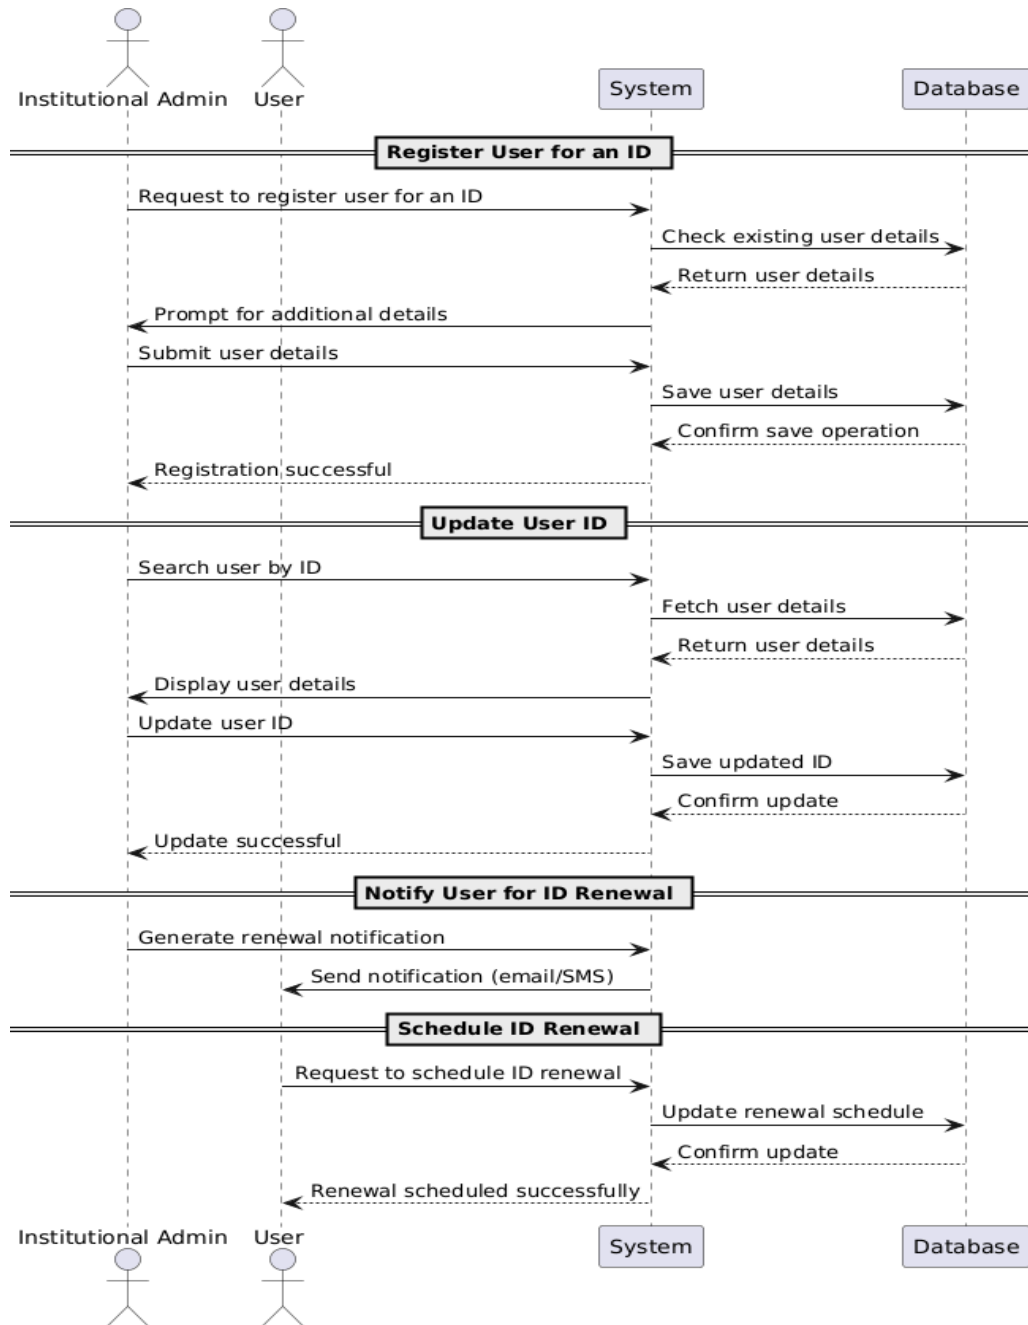 Institutional Admin User System Database
Register User for an ID
Request to register user for an ID
Check existing user details
Return user details
Prompt for additional details
Submit user details
Save user details
Confirm save operation
Registration successful
Update User ID
Search user by ID
Fetch user details
Return user details
Display user details
Update user ID
Save updated ID
Confirm update
Update successful
Notify User for ID Renewal
Generate renewal notification
Send notification (email/SMS)
Schedule ID Renewal
Request to schedule ID renewal
Update renewal schedule
Confirm update
Renewal scheduled successfully
Institutional Admin User System Database